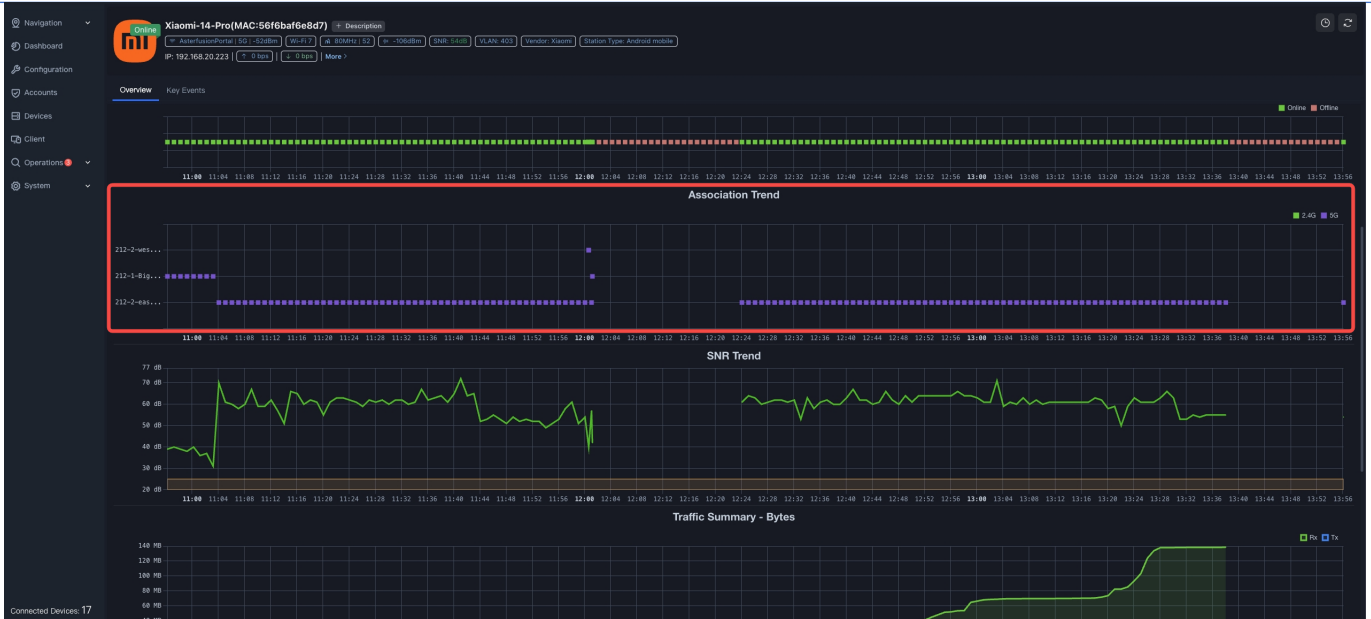 Navigation
Dashboard
Configuration
Accounts
Devices
Client
Operations 3
System
Connected Devices: 17
Online
Xiaomi-14-Pro(MAC:56f6baf6e8d7) + Description
AsterfusionPortal | 5G | -52dBm Wi-Fi 7 80MHz | 52 -106dBm SNR: 54dB VLAN: 403 Vendor: Xiaomi Station Type: Android mobile
IP: 192.168.20.223 | ↑ 0 bps | ↓ 0 bps | More >
Overview Key Events
Online Offline
11:00 11:04 11:08 11:12 11:16 11:20 11:24 11:28 11:32 11:36 11:40 11:44 11:48 11:52 11:56 12:00 12:04 12:08 12:12 12:16 12:20 12:24 12:28 12:32 12:36 12:40 12:44 12:48 12:52 12:56 13:00 13:04 13:08 13:12 13:16 13:20 13:24 13:28 13:32 13:36 13:40 13:44 13:48 13:52 13:56
Association Trend
2.4G 5G
212-2-wes...
212-1-Big...
212-2-eas...
11:00 11:04 11:08 11:12 11:16 11:20 11:24 11:28 11:32 11:36 11:40 11:44 11:48 11:52 11:56 12:00 12:04 12:08 12:12 12:16 12:20 12:24 12:28 12:32 12:36 12:40 12:44 12:48 12:52 12:56 13:00 13:04 13:08 13:12 13:16 13:20 13:24 13:28 13:32 13:36 13:40 13:44 13:48 13:52 13:56
SNR Trend
77 dB
70 dB
60 dB
50 dB
40 dB
30 dB
20 dB
11:00 11:04 11:08 11:12 11:16 11:20 11:24 11:28 11:32 11:36 11:40 11:44 11:48 11:52 11:56 12:00 12:04 12:08 12:12 12:16 12:20 12:24 12:28 12:32 12:36 12:40 12:44 12:48 12:52 12:56 13:00 13:04 13:08 13:12 13:16 13:20 13:24 13:28 13:32 13:36 13:40 13:44 13:48 13:52 13:56
Traffic Summary - Bytes
Rx Tx
140 MB
120 MB
100 MB
80 MB
60 MB